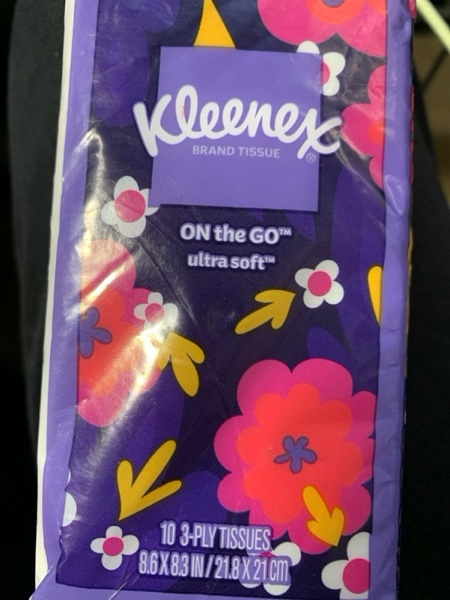 Kleenex®
BRAND TISSUE
ON the GO™
ultra soft™
10 3-PLY TISSUES
8.6 X 8.3 IN / 21.8 X 21 cm